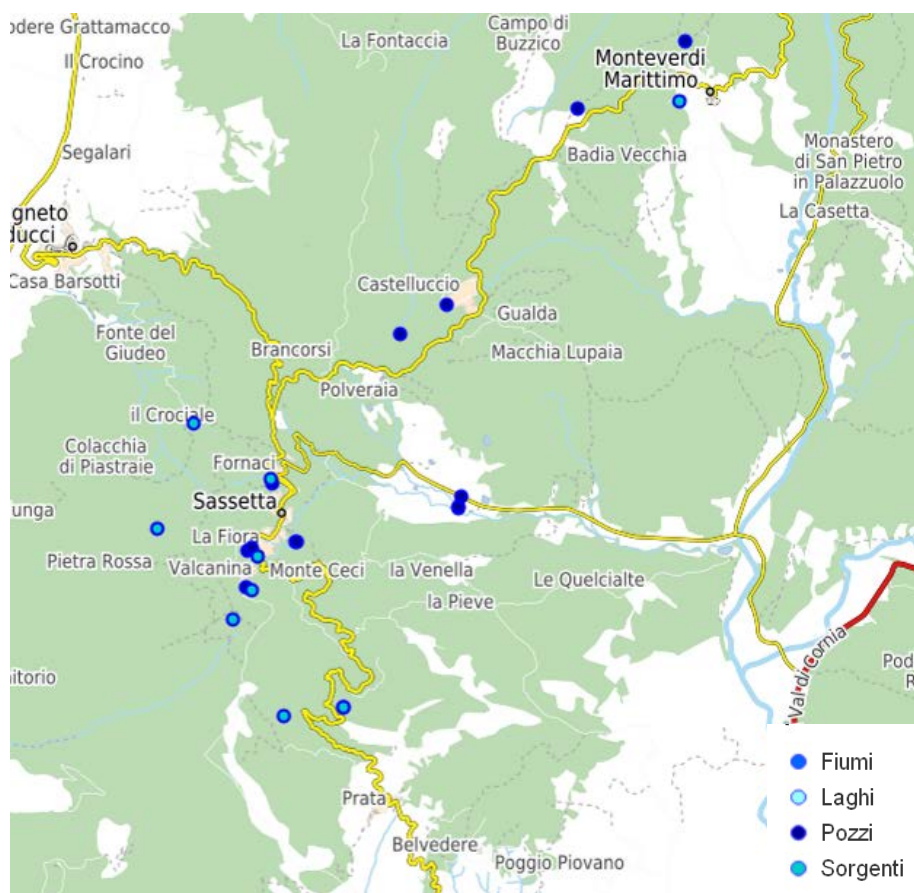 odere Grattamacco
Campo di
Buzzico
La Fontaccia
Il Crocino
Monteverdi
Marittimo
Segalari
Badia Vecchia
Monastero
di San Pietro
in Palazzuolo
La Casetta
gneto
ducci
Casa Barsotti
Castelluccio
Gualda
Fonte del
Giudeo
Brancorsi
Macchia Lupaia
Polveraia
il Crociale
Colacchia
di Piastraie
Fornaci
Sassetta
unga
La Fiora
Pietra Rossa
Valcanina
Monte Ceci
la Venella
Le Quelcialte
la Pieve
nitorio
Val di Cornia
Pod
R
Prata
Belvedere
Poggio Piovano
Fiumi
Laghi
Pozzi
Sorgenti